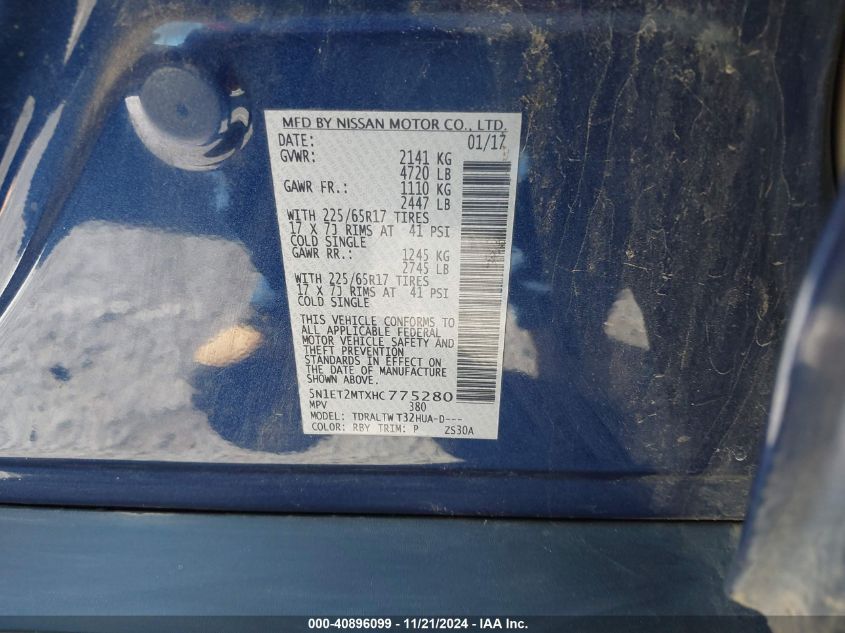 MFD BY NISSAN MOTOR CO., LTD.
DATE: 01/17
GVWR: 2141 KG
4720 LB
GAWR FR.: 1110 KG
2447 LB
WITH 225/65R17 TIRES
17 X 7J RIMS AT 41 PSI
COLD SINGLE
GAWR RR.: 1245 KG
2745 LB
WITH 225/65R17 TIRES
17 X 7J RIMS AT 41 PSI
COLD SINGLE
THIS VEHICLE CONFORMS TO
ALL APPLICABLE FEDERAL
MOTOR VEHICLE SAFETY AND
THEFT PREVENTION
STANDARDS IN EFFECT ON
THE DATE OF MANUFACTURE
SHOWN ABOVE.
5N1ET2MTXHC775280
MPV 380
MODEL: TDRALTW T32HUA-D---
COLOR: RBY TRIM: P ZS30A
000-40896099 - 11/21/2024 - IAA Inc.